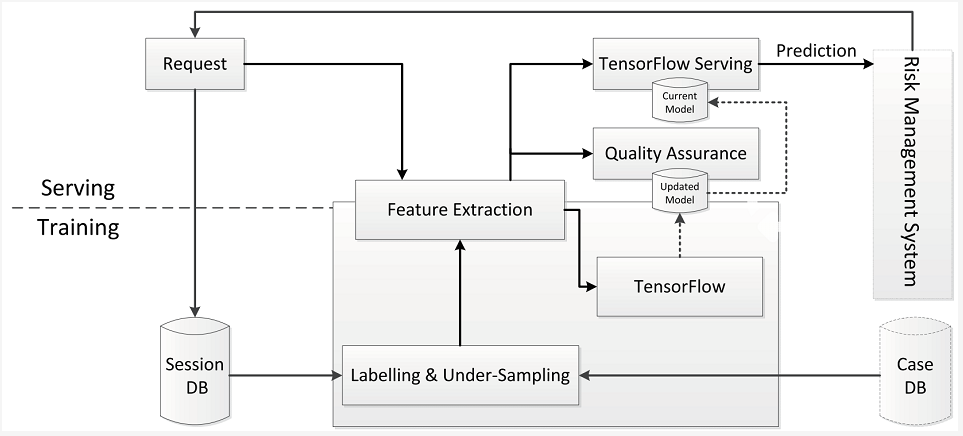 Request
TensorFlow Serving
Prediction
Current
Model
Risk Management System
Quality Assurance
Updated
Model
Serving
Training
Feature Extraction
TensorFlow
Session
DB
Labelling & Under-Sampling
Case
DB